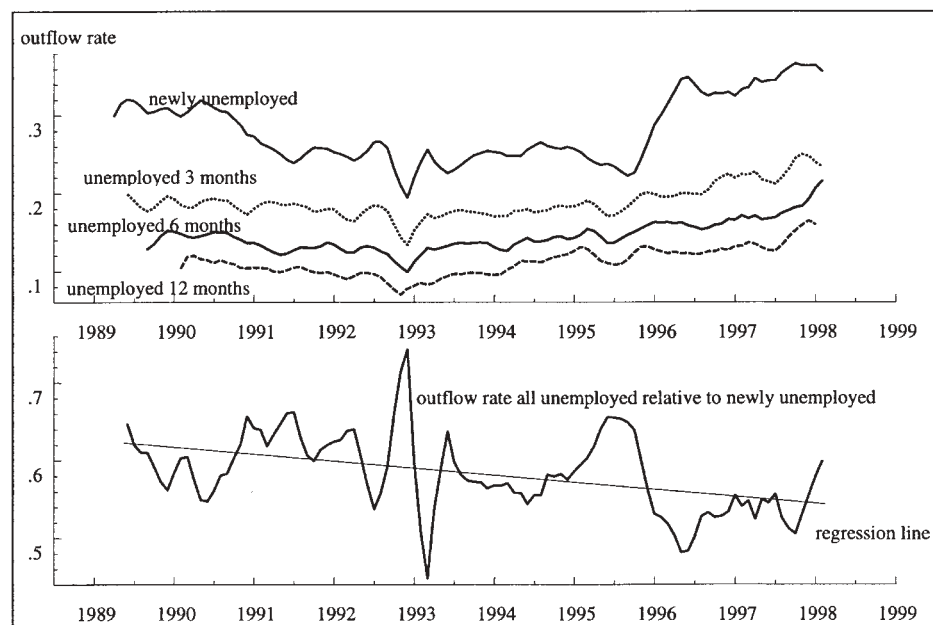 outflow rate
newly unemployed
.3
unemployed 3 months
.2
unemployed 6 months
unemployed 12 months
.1
1989 1990 1991 1992 1993 1994 1995 1996 1997 1998 1999
.7
outflow rate all unemployed relative to newly unemployed
.6
regression line
.5
1989 1990 1991 1992 1993 1994 1995 1996 1997 1998 1999